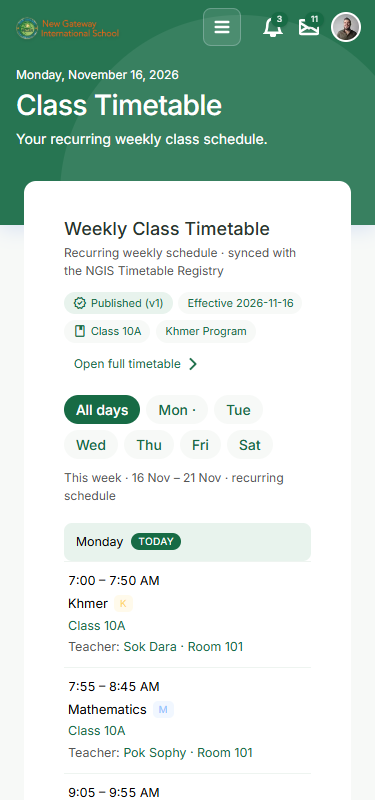 New Gateway
International School
3
11
Monday, November 16, 2026
Class Timetable
Your recurring weekly class schedule.
Weekly Class Timetable
Recurring weekly schedule · synced with
the NGIS Timetable Registry
Published (v1)
Effective 2026-11-16
Class 10A
Khmer Program
Open full timetable
All days
Mon ·
Tue
Wed
Thu
Fri
Sat
This week · 16 Nov – 21 Nov · recurring
schedule
Monday TODAY
7:00 – 7:50 AM
Khmer K
Class 10A
Teacher: Sok Dara · Room 101
7:55 – 8:45 AM
Mathematics M
Class 10A
Teacher: Pok Sophy · Room 101
9:05 – 9:55 AM